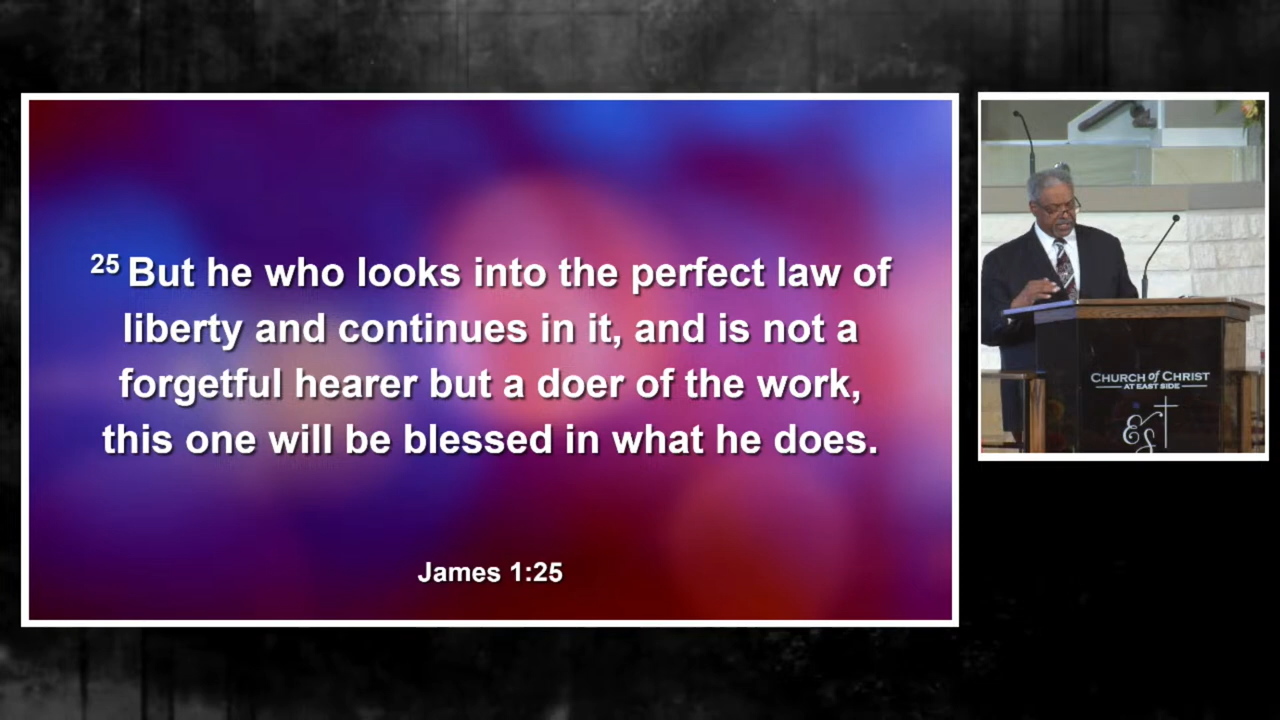 25 But he who looks into the perfect law of
liberty and continues in it, and is not a
forgetful hearer but a doer of the work,
this one will be blessed in what he does.
James 1:25
CHURCH of CHRIST
AT EAST SIDE